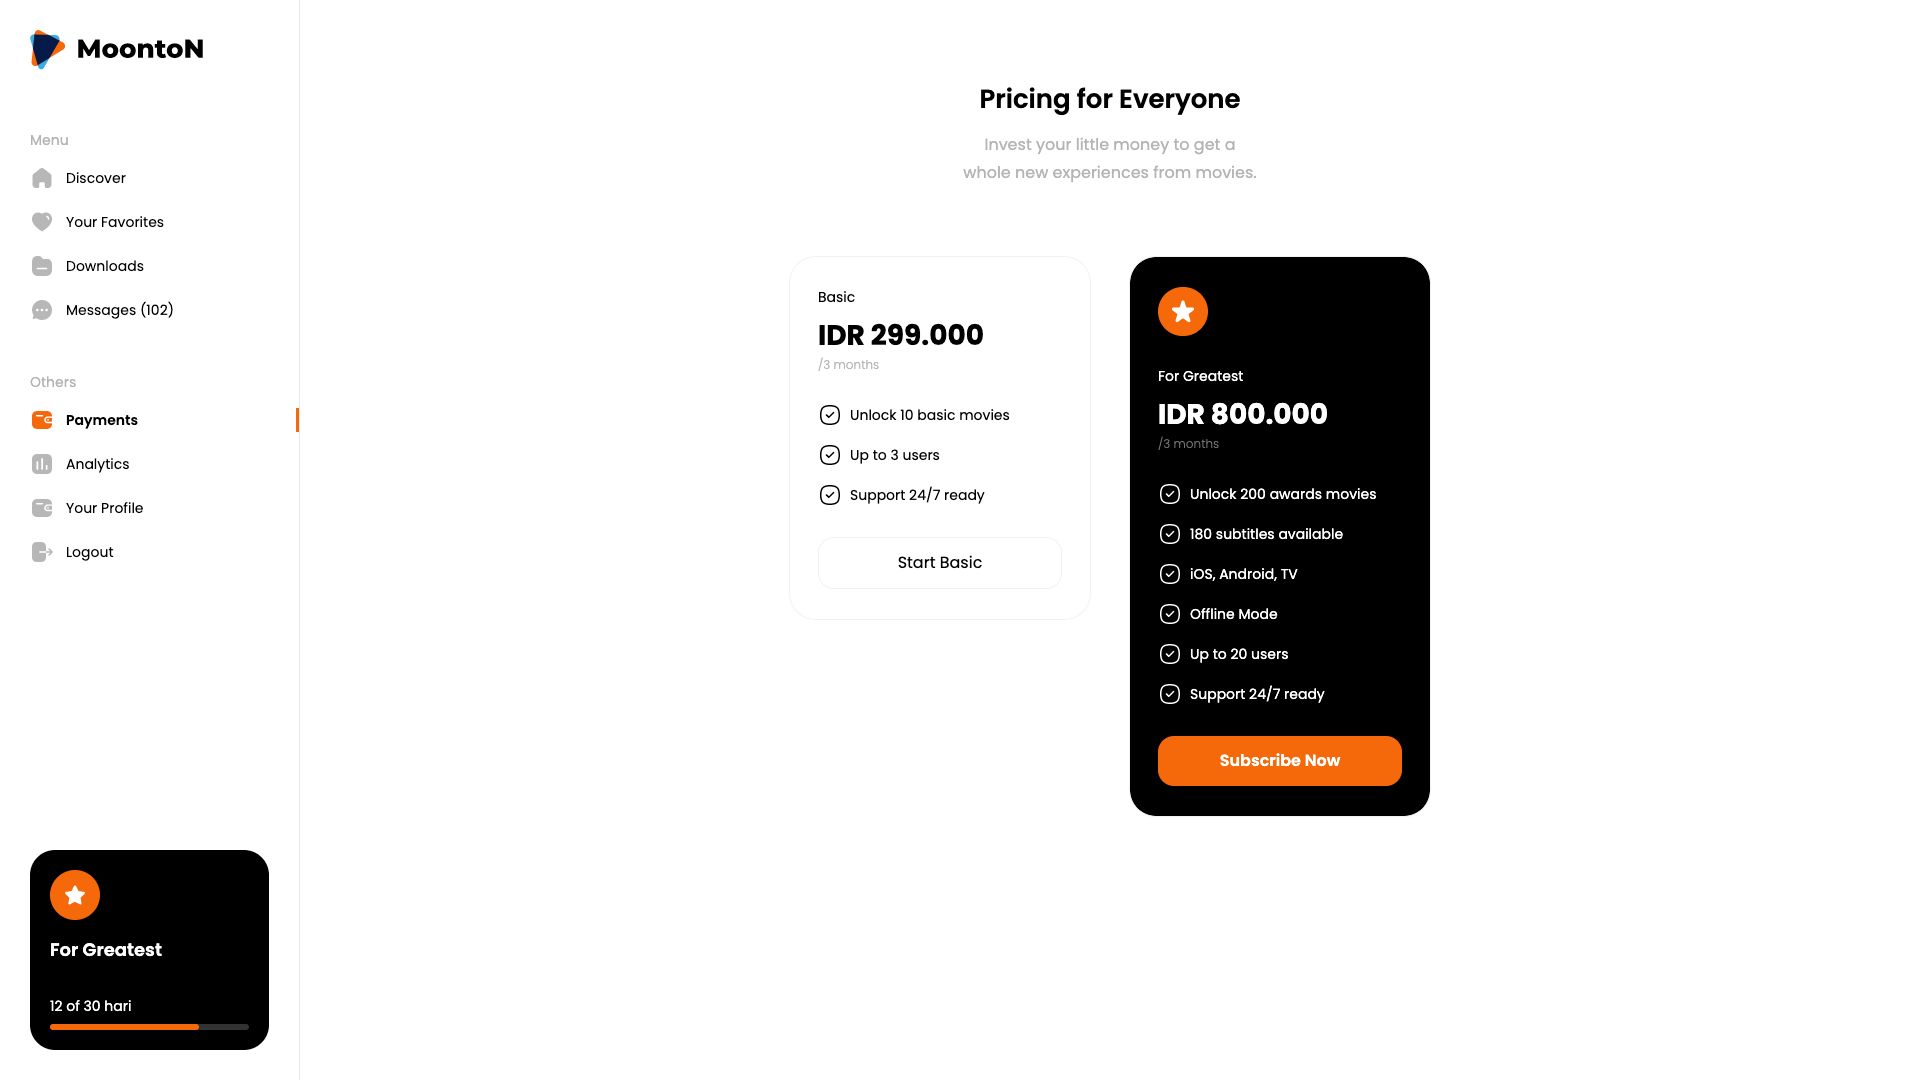 MoontoN
Menu
Discover
Your Favorites
Downloads
Messages (102)
Others
Payments
Analytics
Your Profile
Logout
For Greatest
12 of 30 hari
Pricing for Everyone
Invest your little money to get a
whole new experiences from movies.
Basic
IDR 299.000
/3 months
Unlock 10 basic movies
Up to 3 users
Support 24/7 ready
Start Basic
For Greatest
IDR 800.000
/3 months
Unlock 200 awards movies
180 subtitles available
iOS, Android, TV
Offline Mode
Up to 20 users
Support 24/7 ready
Subscribe Now